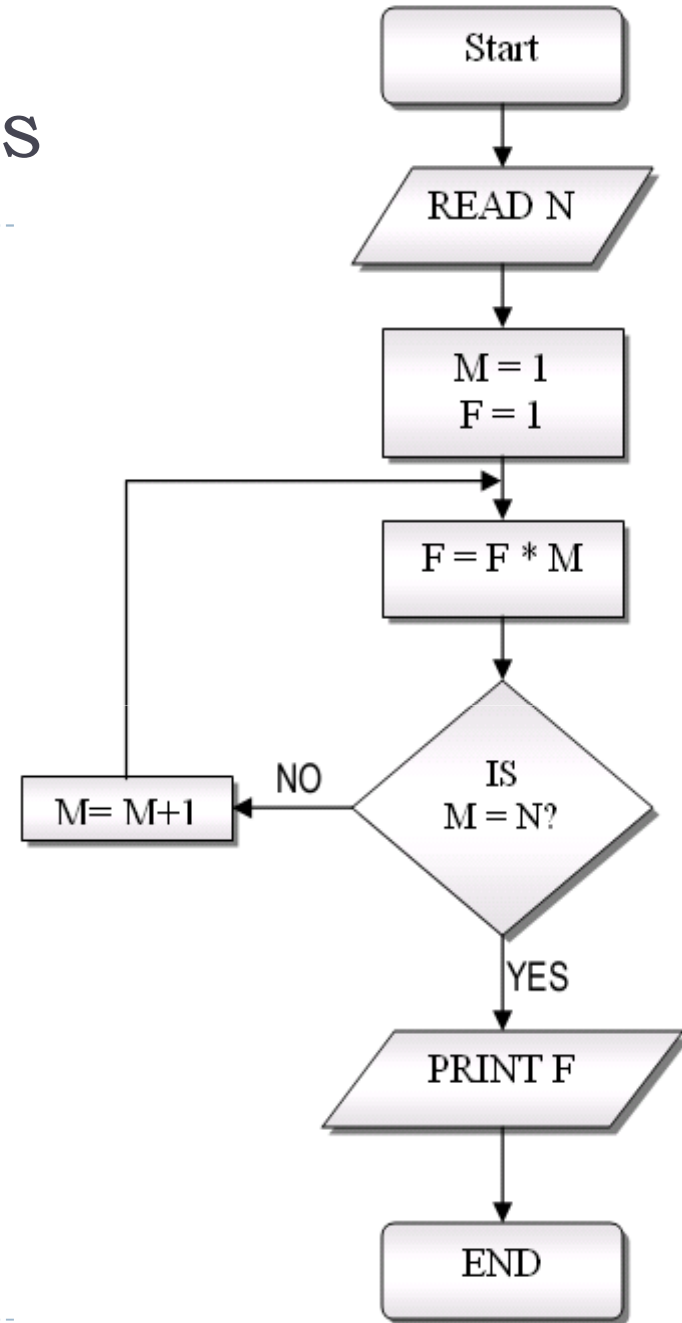 s
Start
READ N
M = 1
F = 1
F = F * M
IS
M = N?
NO
M= M+1
YES
PRINT F
END